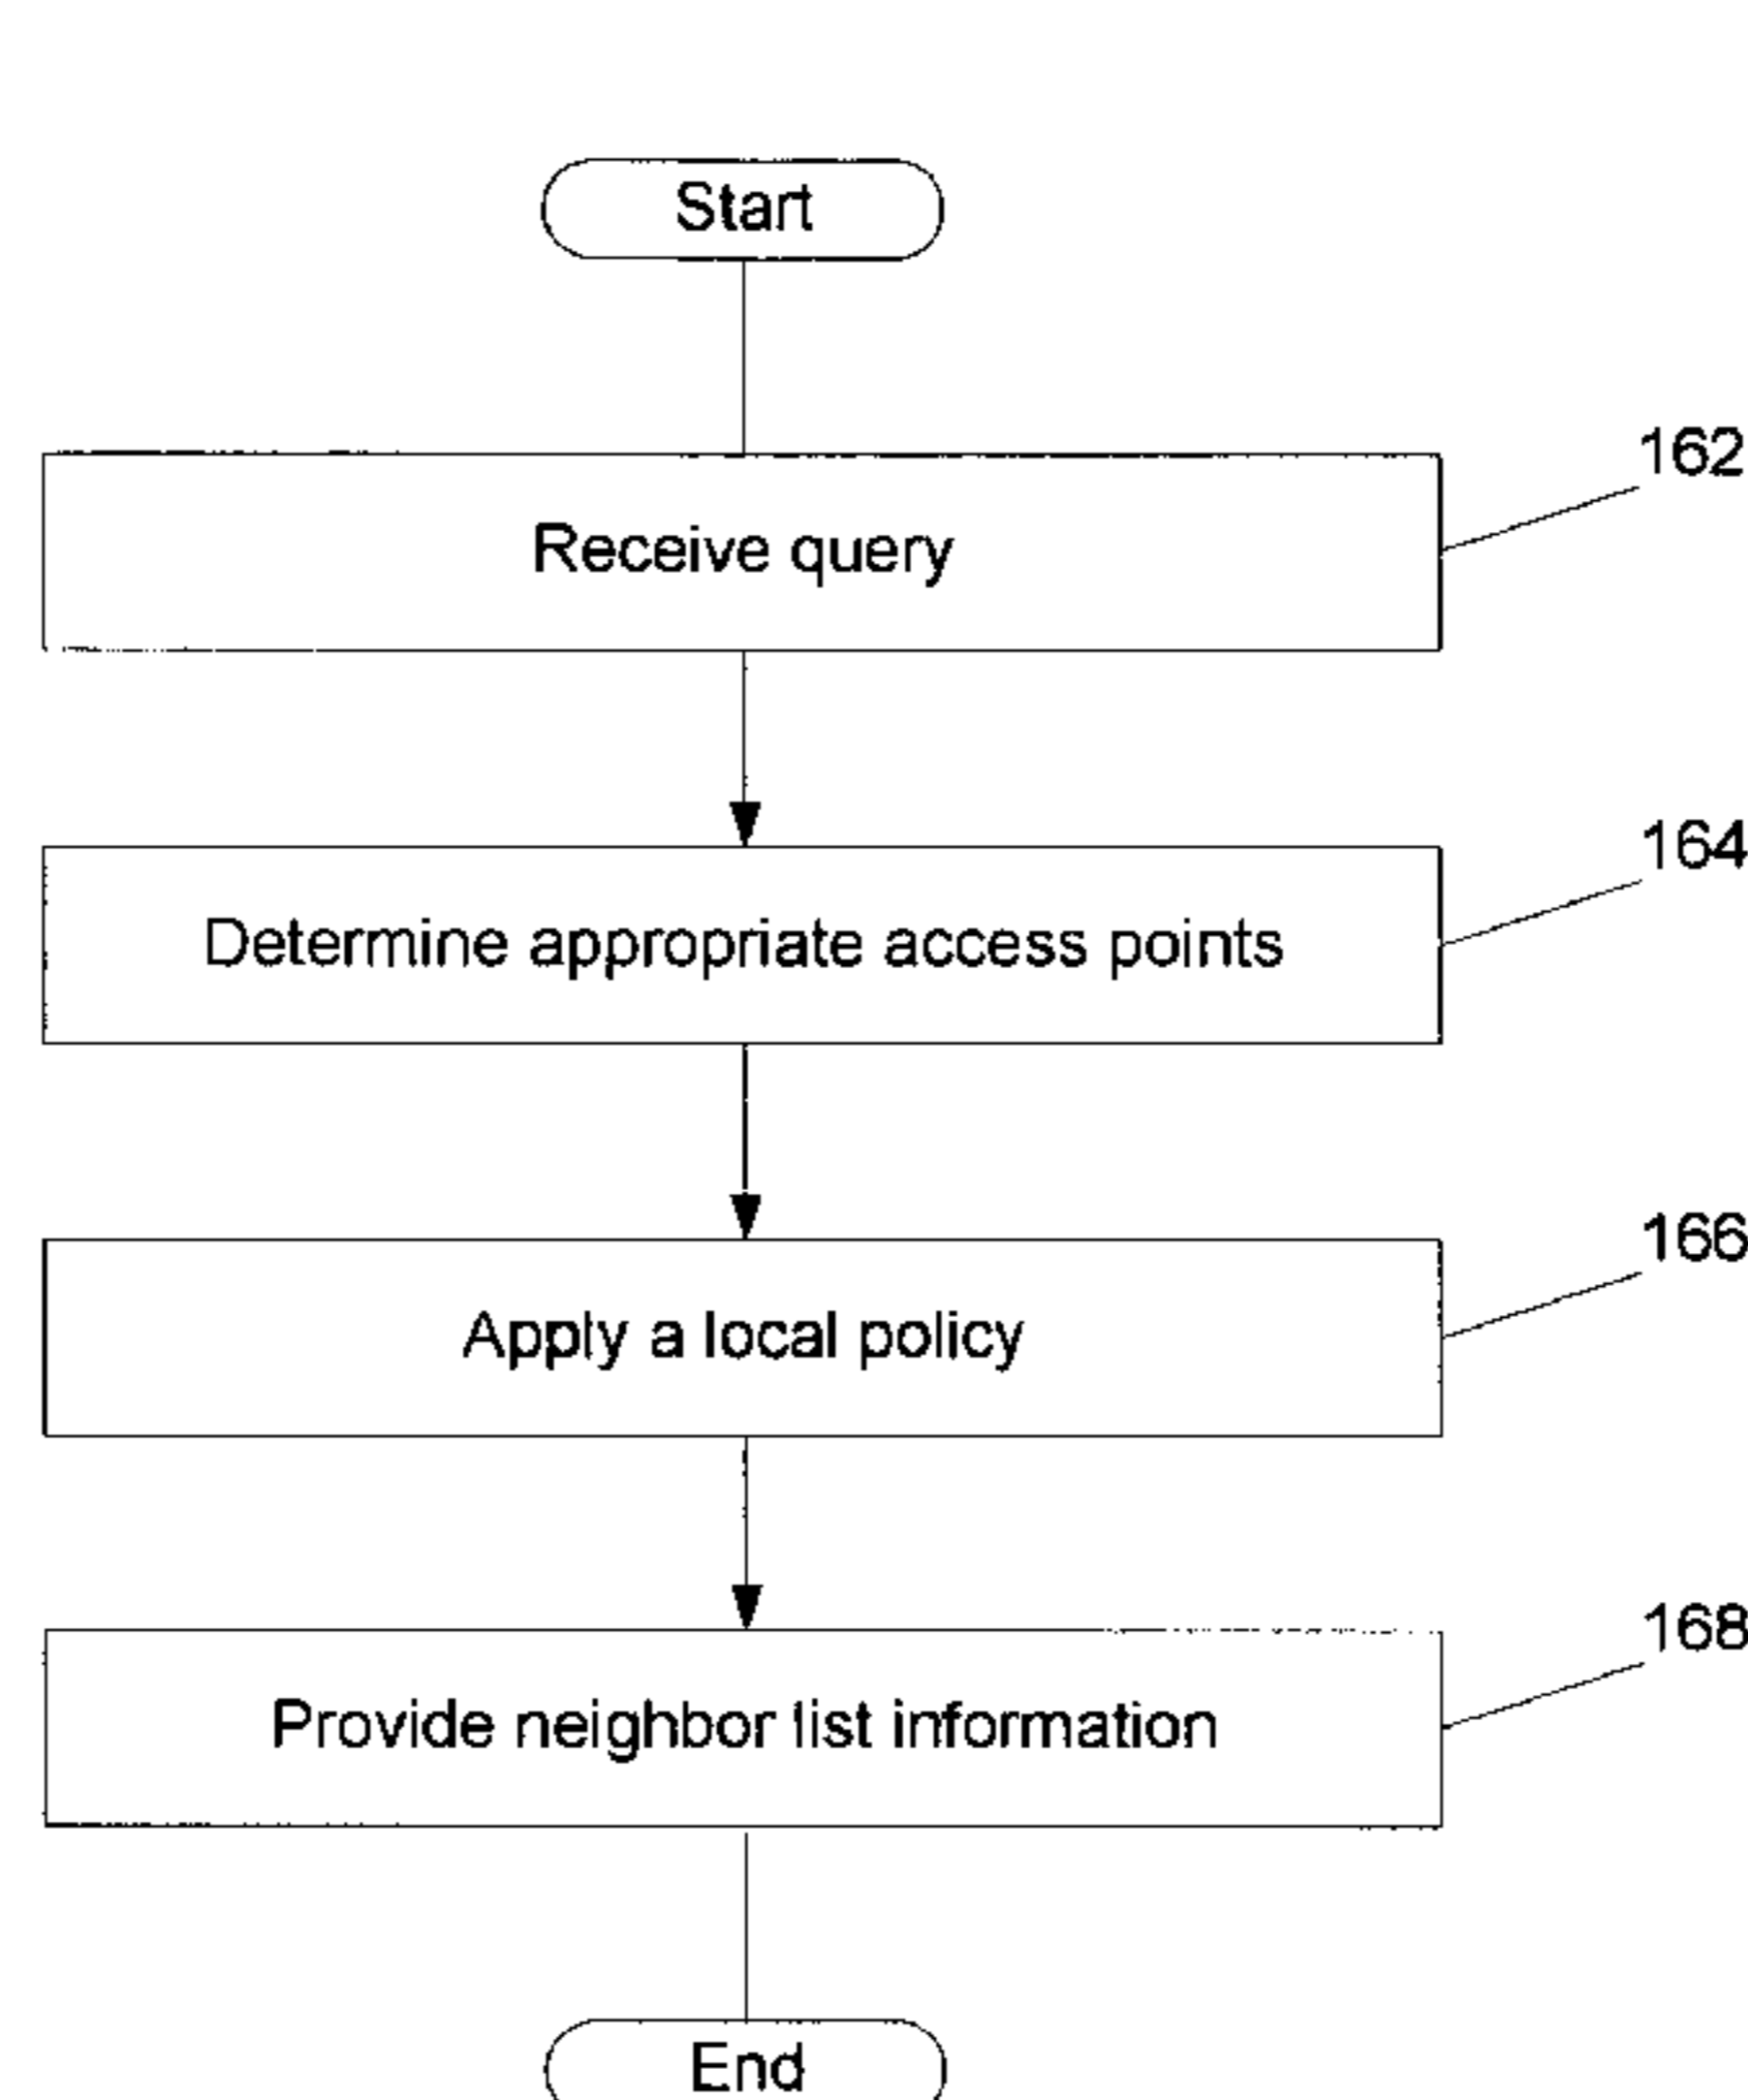 Start
162
Receive query
164
Determine appropriate access points
166
Apply a local policy
168
Provide neighbor list information
End